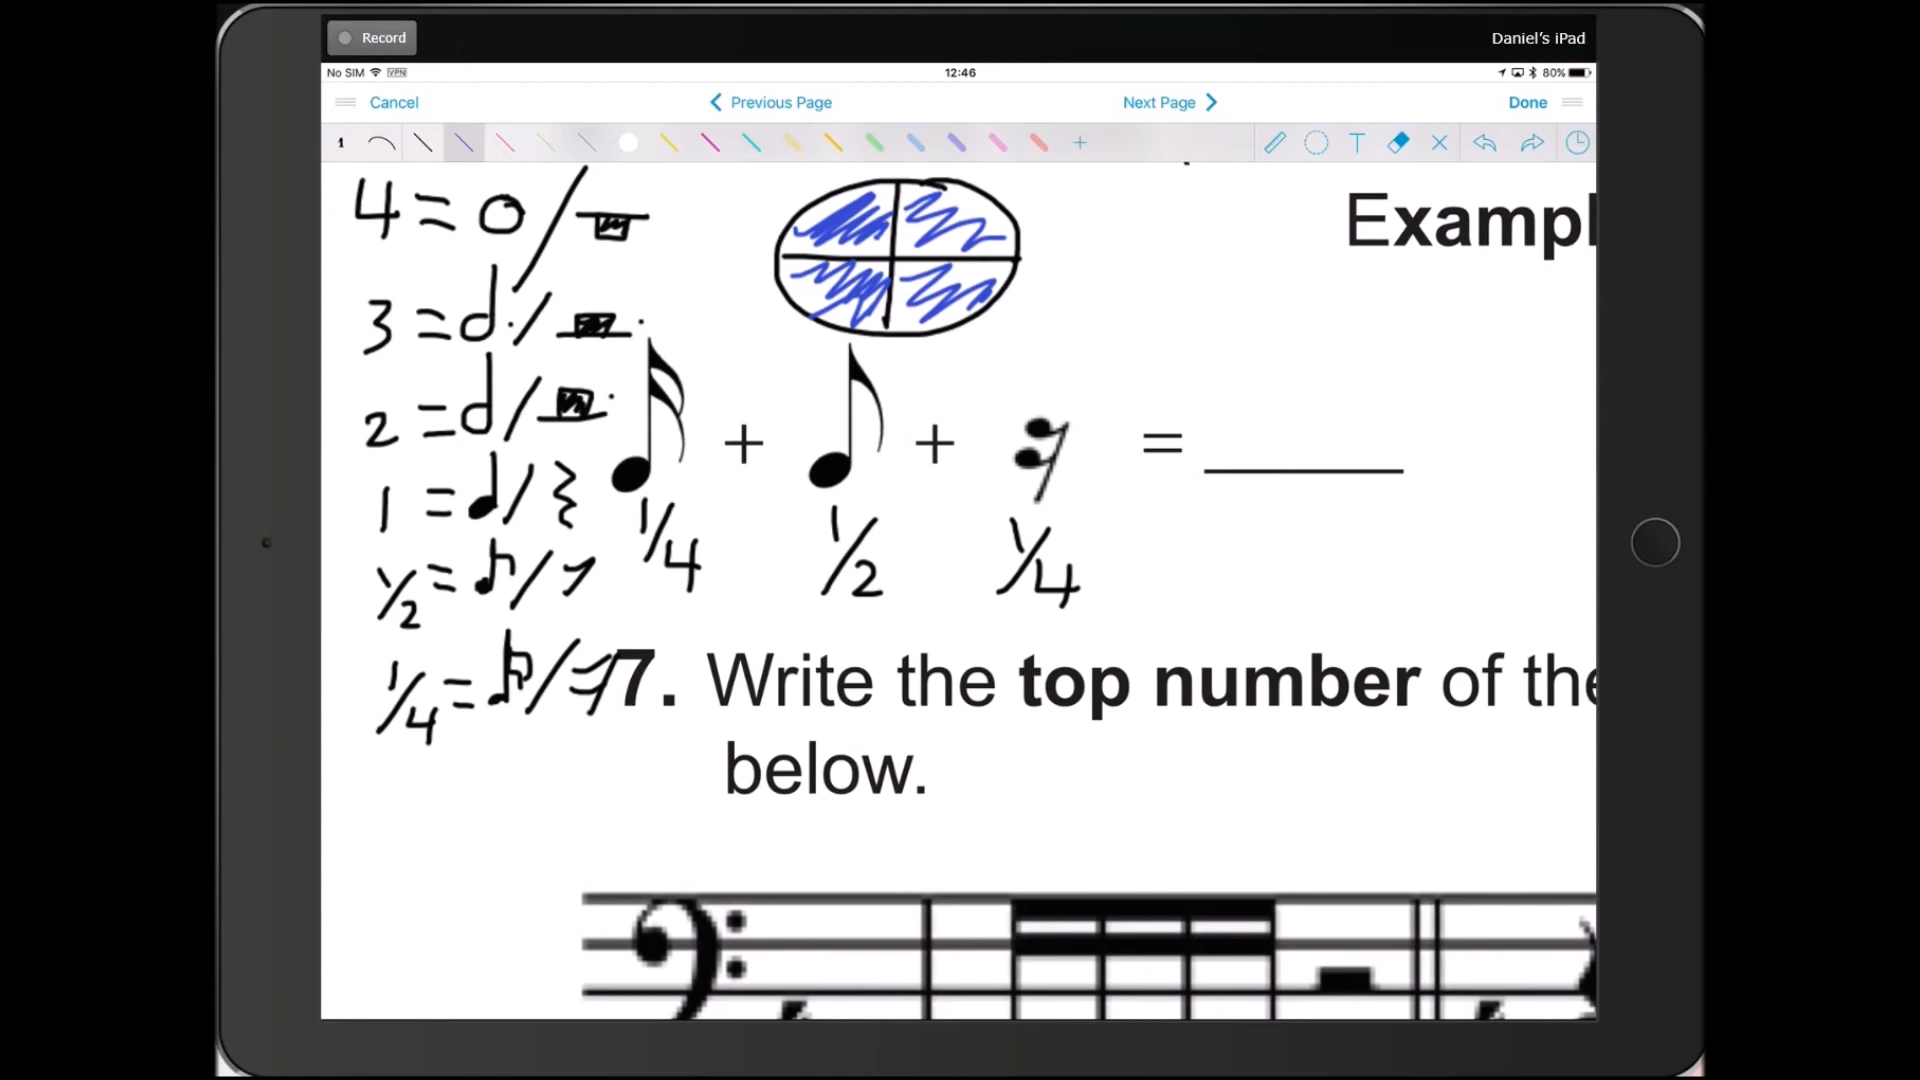 Record
Daniel's iPad
No SIM VPN
12:46
80%
Cancel
Previous Page
Next Page
Done
1
T
4 = /
Exampl
3 = /
2 = /
+ + = ______
1 = /
1/4 1/2 1/4
1/2 = /
1/4 = /
7. Write the top number of the
below.